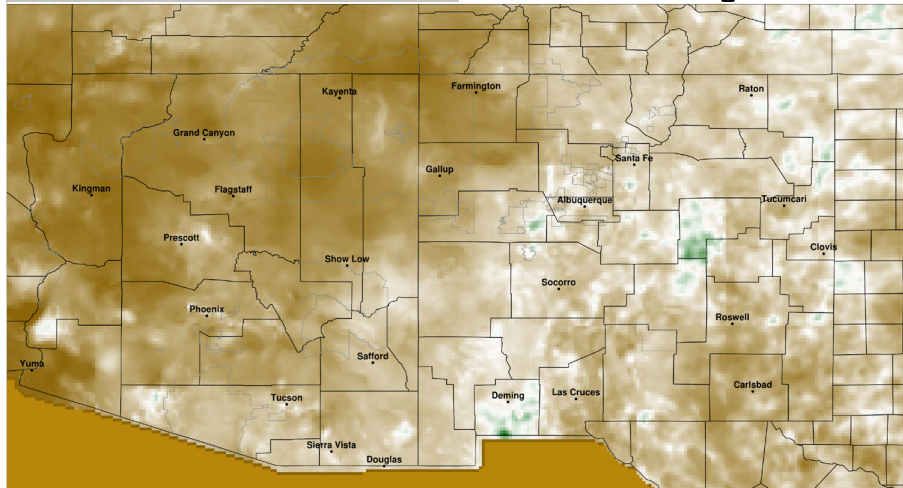 Kayenta
Farmington
Raton
Grand Canyon
Santa Fe
Gallup
Kingman
Flagstaff
Albuquerque
Tucumcari
Prescott
Clovis
Show Low
Socorro
Phoenix
Roswell
Safford
Yuma
Carlsbad
Las Cruces
Deming
Tucson
Sierra Vista
Douglas